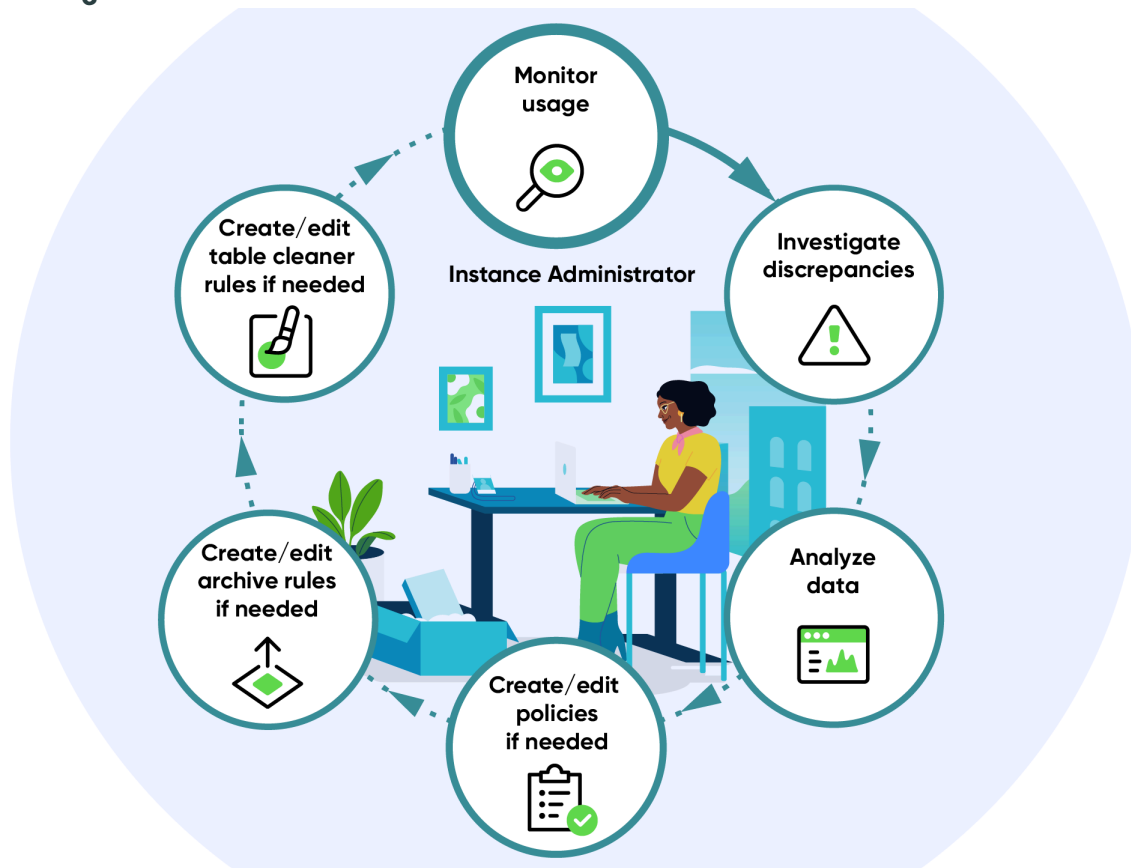 Monitor
usage
Investigate
discrepancies
Analyze
data
Create/edit
policies
if needed
Create/edit
archive rules
if needed
Create/edit
table cleaner
rules if needed
Instance Administrator